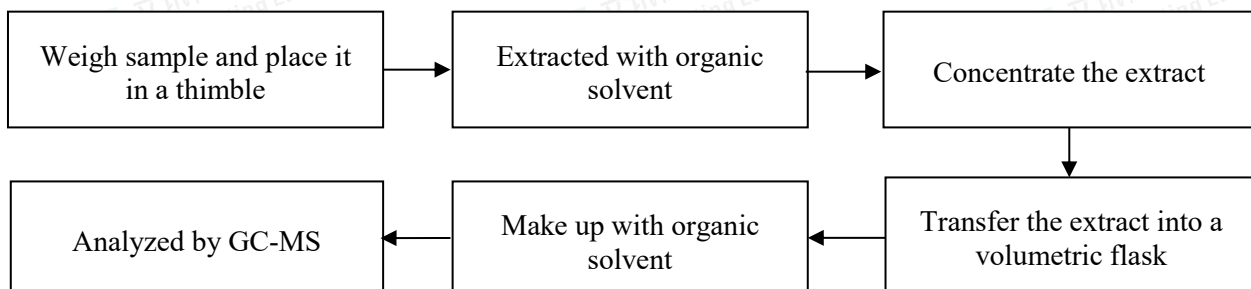 Weigh sample and place it
in a thimble
Extracted with organic
solvent
Concentrate the extract
Transfer the extract into a
volumetric flask
Make up with organic
solvent
Analyzed by GC-MS